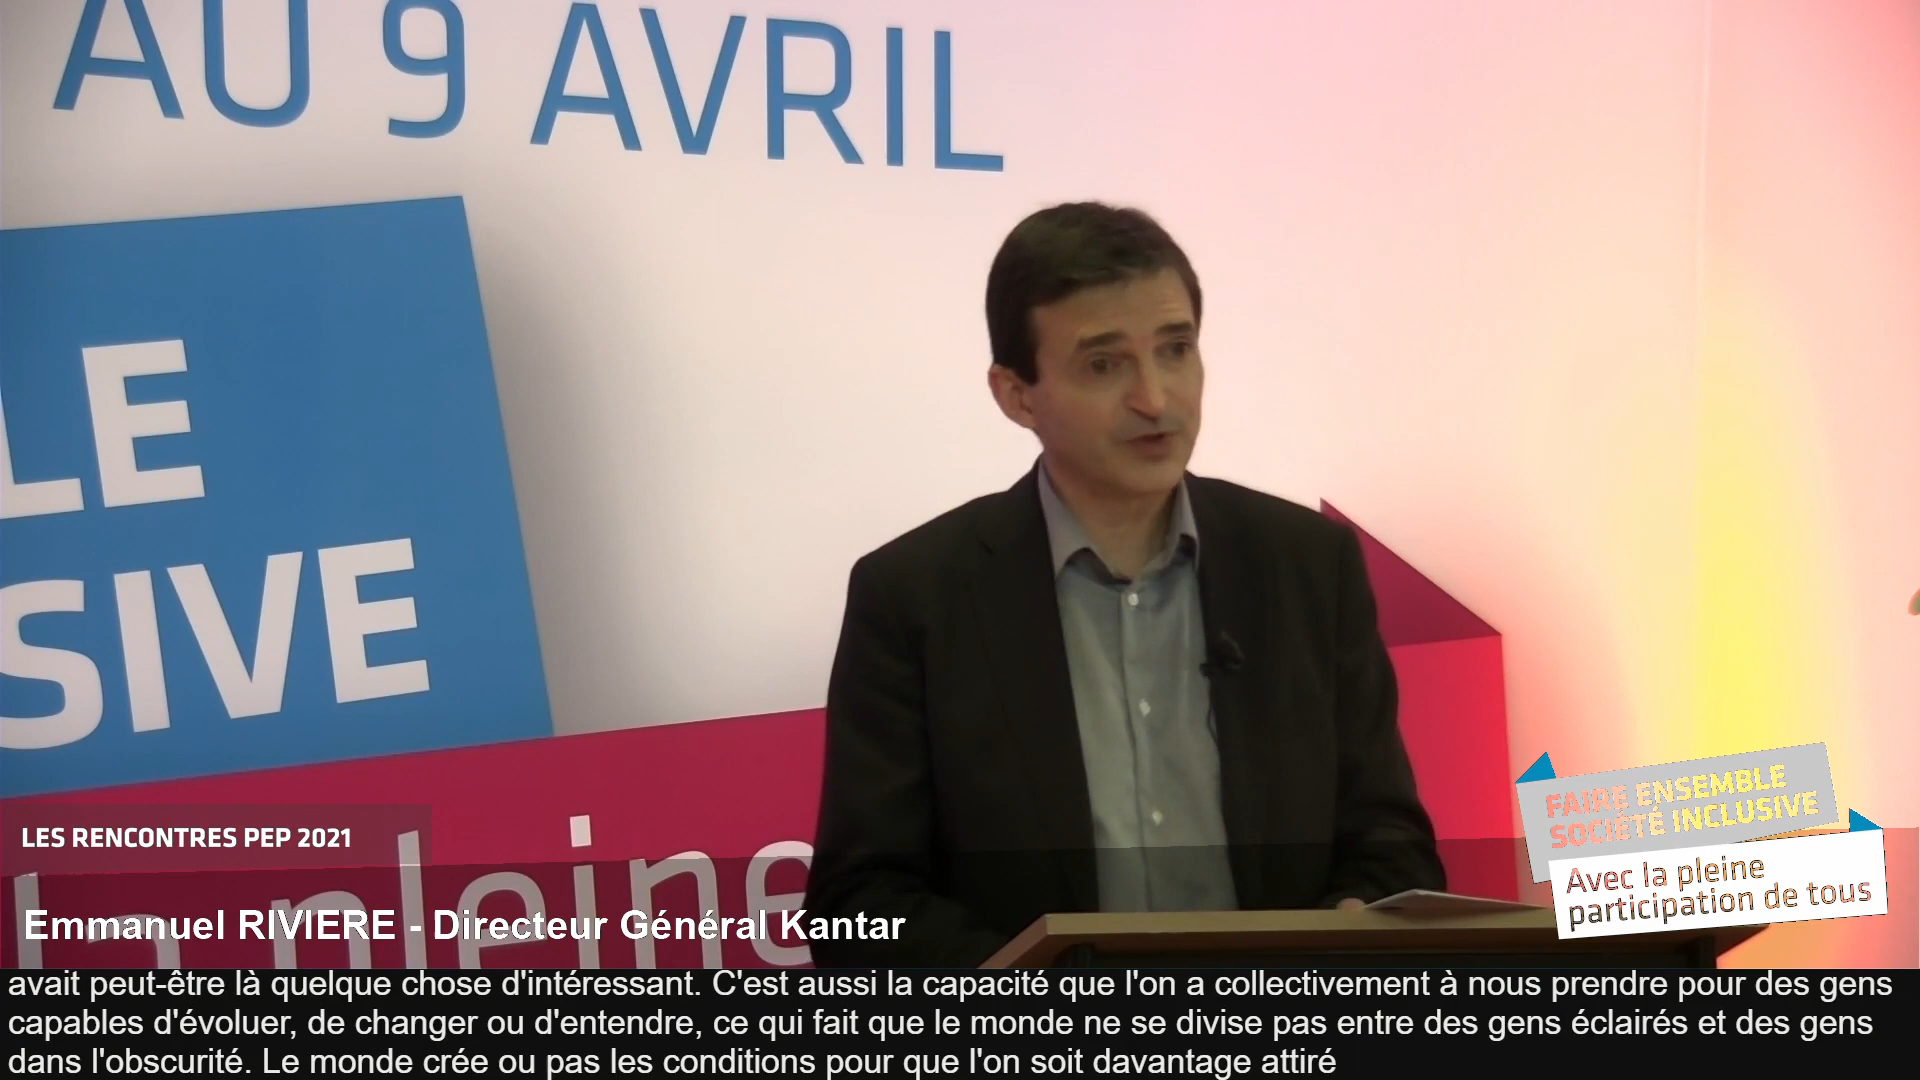 AU 9 AVRIL
LE
SIVE
la pleine
LES RENCONTRES PEP 2021
Emmanuel RIVIERE - Directeur Général Kantar
FAIRE ENSEMBLE
SOCIÉTÉ INCLUSIVE
Avec la pleine
participation de tous
avait peut-être là quelque chose d'intéressant. C'est aussi la capacité que l'on a collectivement à nous prendre pour des gens
capables d'évoluer, de changer ou d'entendre, ce qui fait que le monde ne se divise pas entre des gens éclairés et des gens
dans l'obscurité. Le monde crée ou pas les conditions pour que l'on soit davantage attiré